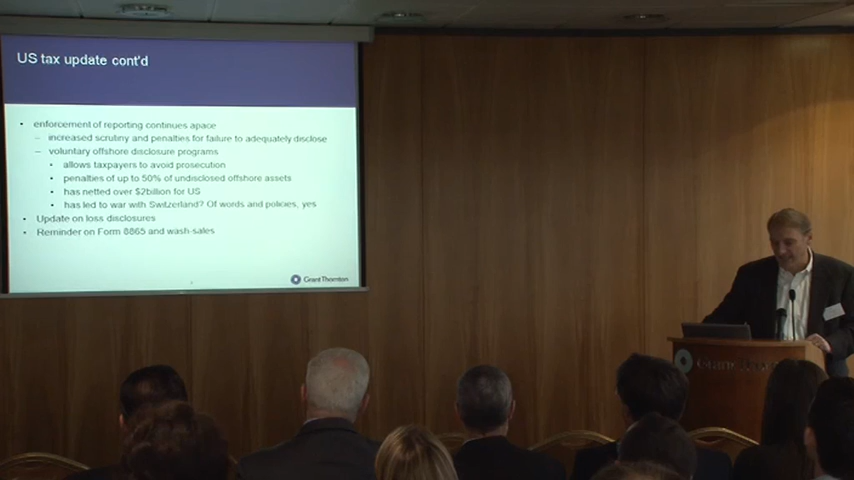 US tax update cont'd
• enforcement of reporting continues apace
– increased scrutiny and penalties for failure to adequately disclose
– voluntary offshore disclosure programs
• allows taxpayers to avoid prosecution
• penalties of up to 50% of undisclosed offshore assets
• has netted over $2billion for US
• has led to war with Switzerland? Of words and policies, yes
• Update on loss disclosures
• Reminder on Form 8865 and wash-sales
Grant Thornton
Grant Thornton